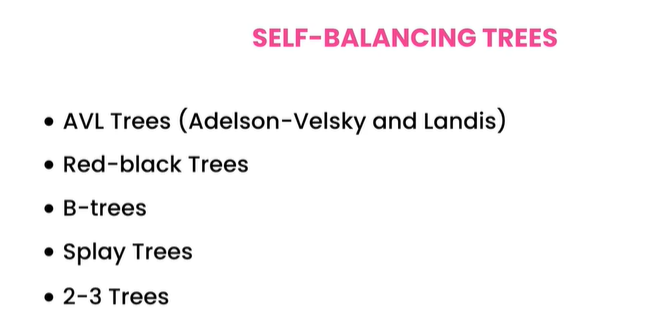 SELF-BALANCING TREES
• AVL Trees (Adelson-Velsky and Landis)
• Red-black Trees
• B-trees
• Splay Trees
• 2-3 Trees